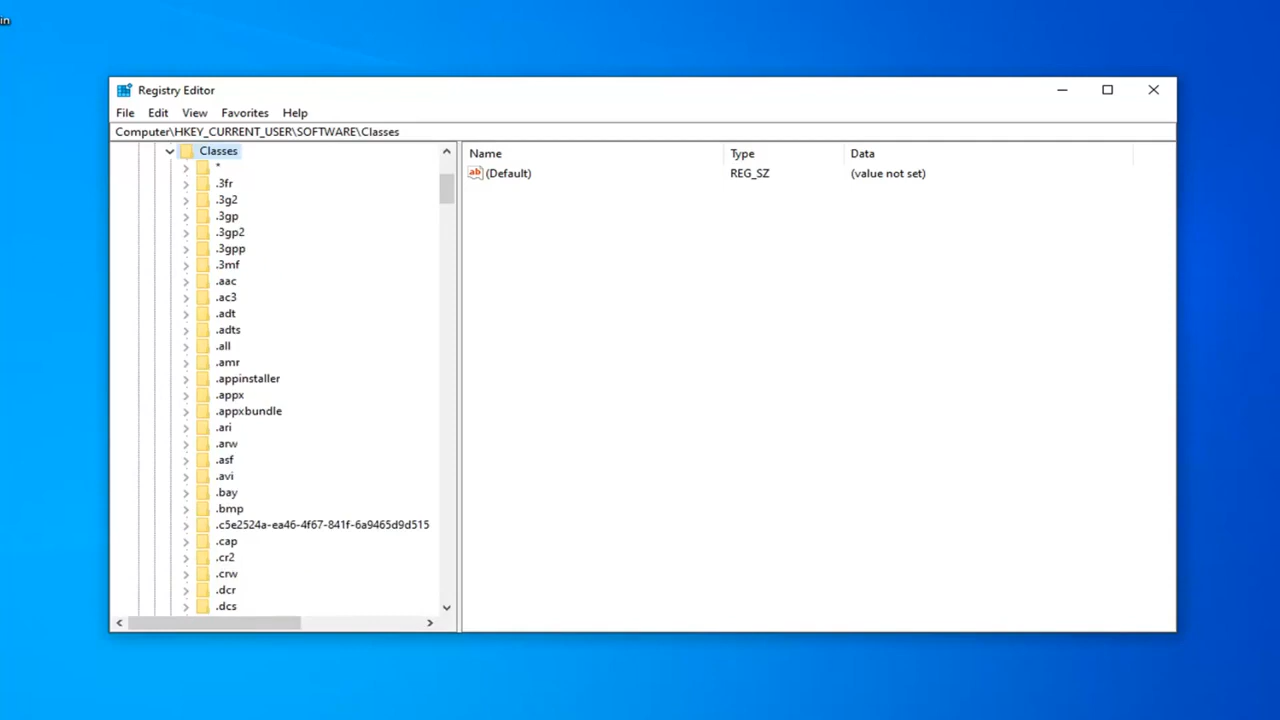 in
Registry Editor
File Edit View Favorites Help
Computer\HKEY_CURRENT_USER\SOFTWARE\Classes
Classes
*
.3fr
.3g2
.3gp
.3gp2
.3gpp
.3mf
.aac
.ac3
.adt
.adts
.all
.amr
.appinstaller
.appx
.appxbundle
.ari
.arw
.asf
.avi
.bay
.bmp
.c5e2524a-ea46-4f67-841f-6a9465d9d515
.cap
.cr2
.crw
.dcr
.dcs
Name Type Data
ab (Default) REG_SZ (value not set)